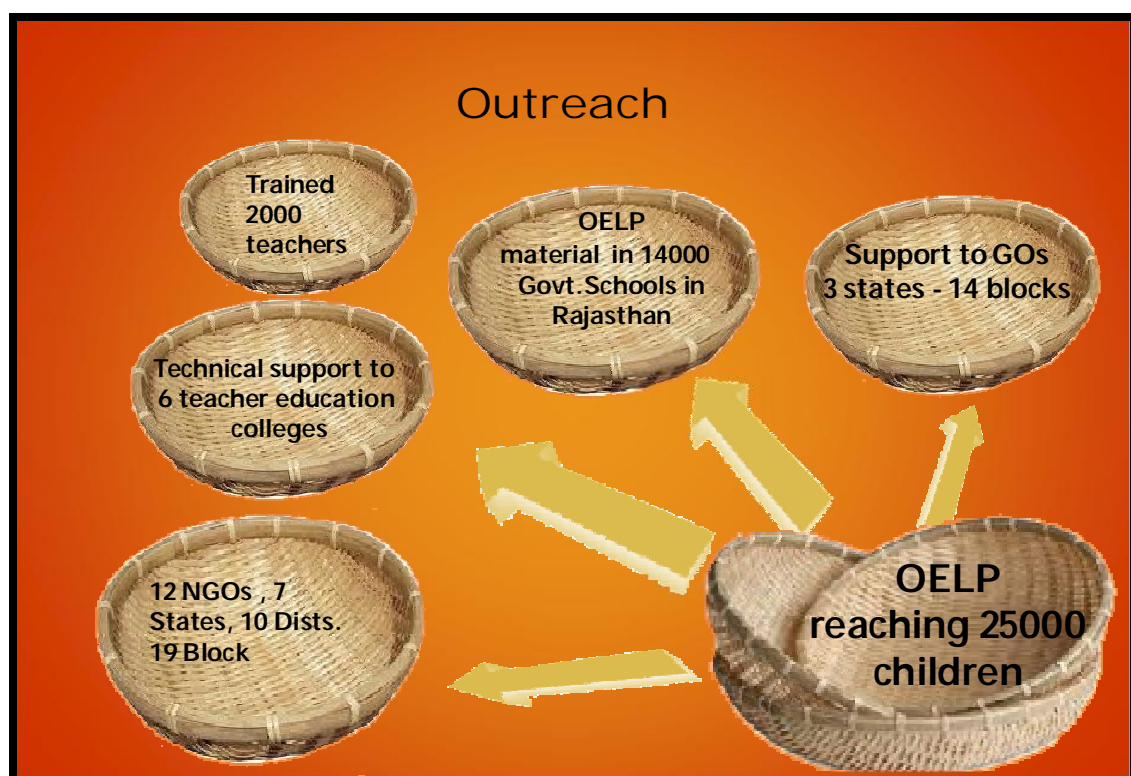 Outreach
Trained
2000
teachers
OELP
material in 14000
Govt.Schools in
Rajasthan
Support to GOs
3 states - 14 blocks
Technical support to
6 teacher education
colleges
12 NGOs , 7
States, 10 Dists.
19 Block
OELP
reaching 25000
children